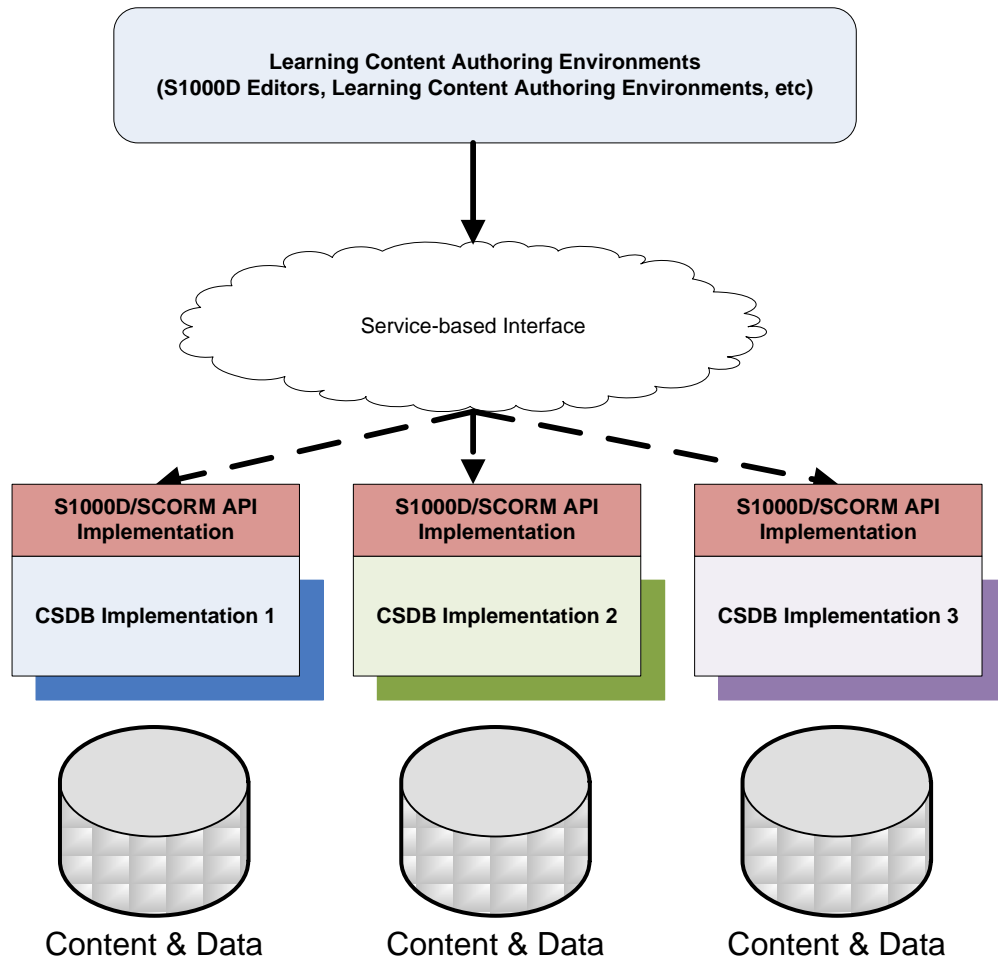 Learning Content Authoring Environments
(S1000D Editors, Learning Content Authoring Environments, etc)
Service-based Interface
S1000D/SCORM API
Implementation
CSDB Implementation 1
S1000D/SCORM API
Implementation
CSDB Implementation 2
S1000D/SCORM API
Implementation
CSDB Implementation 3
Content & Data
Content & Data
Content & Data